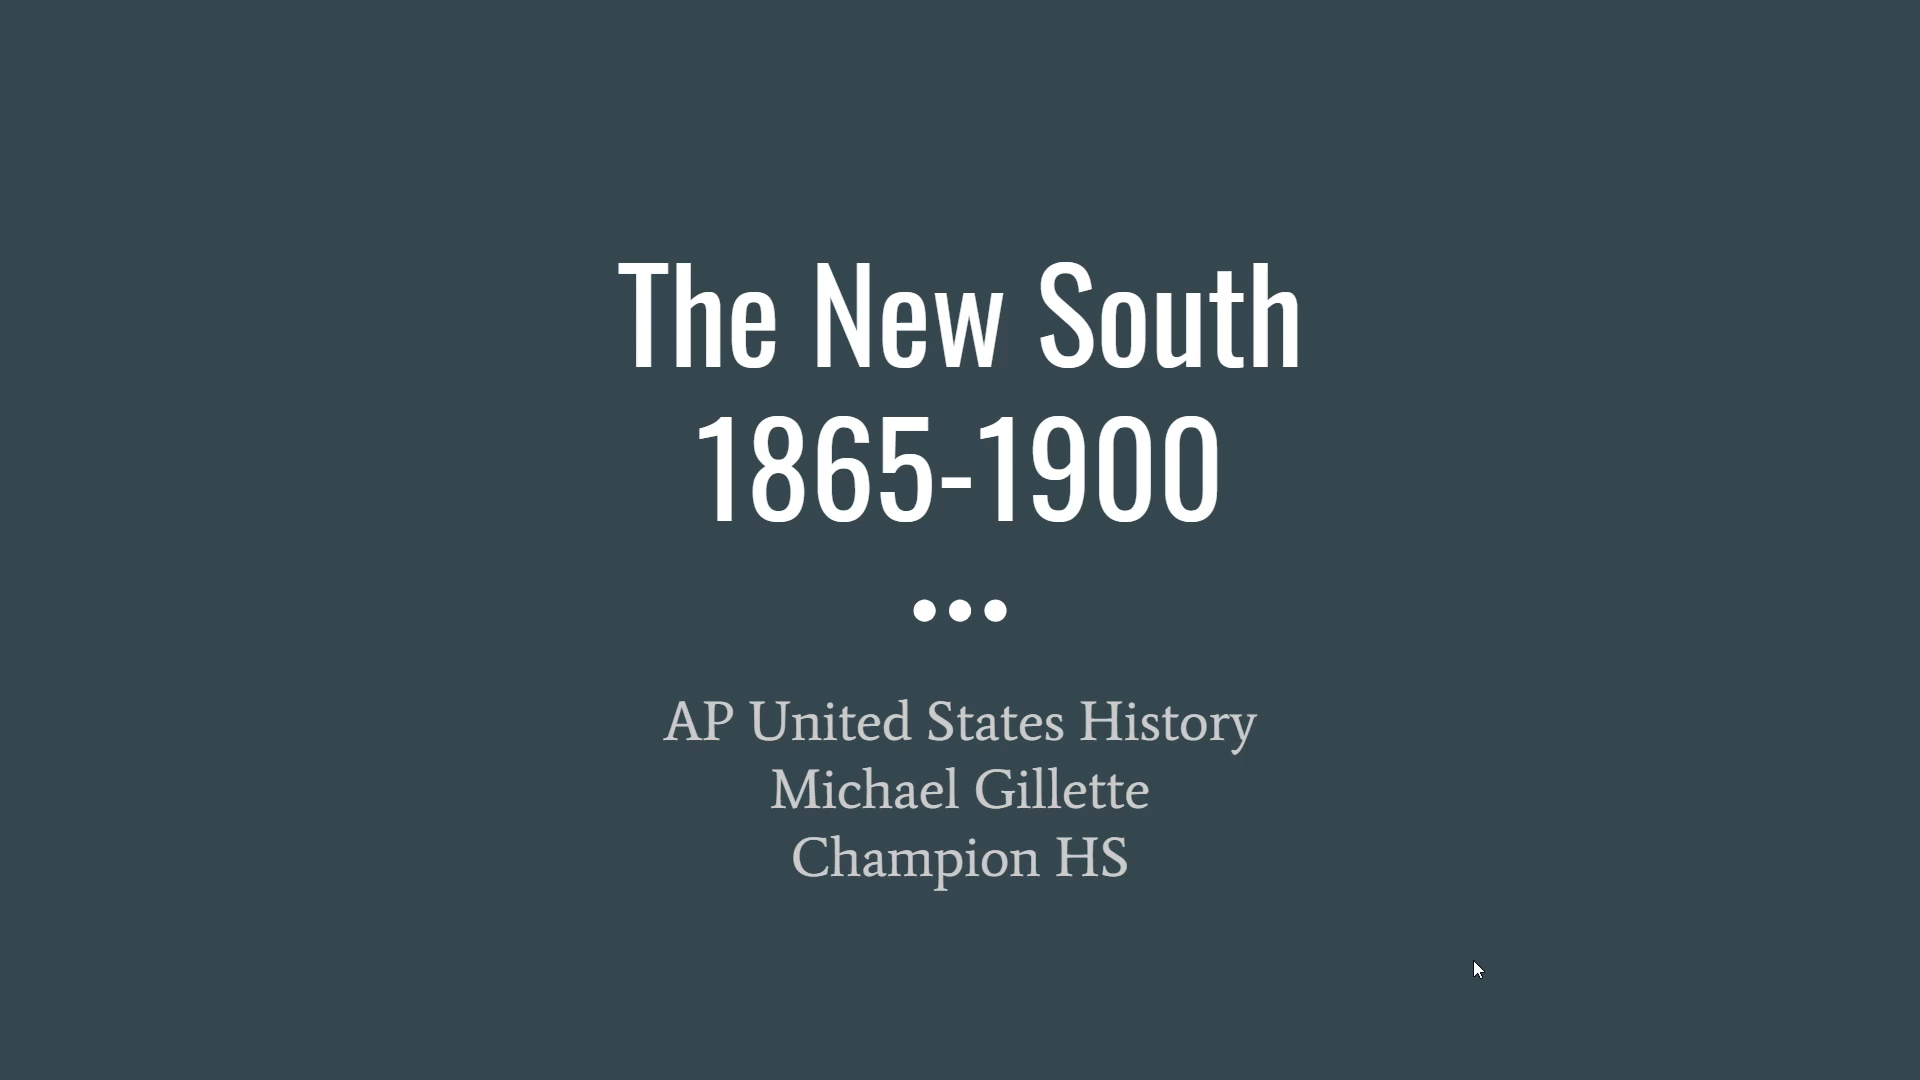 The New South
1865-1900
AP United States History
Michael Gillette
Champion HS